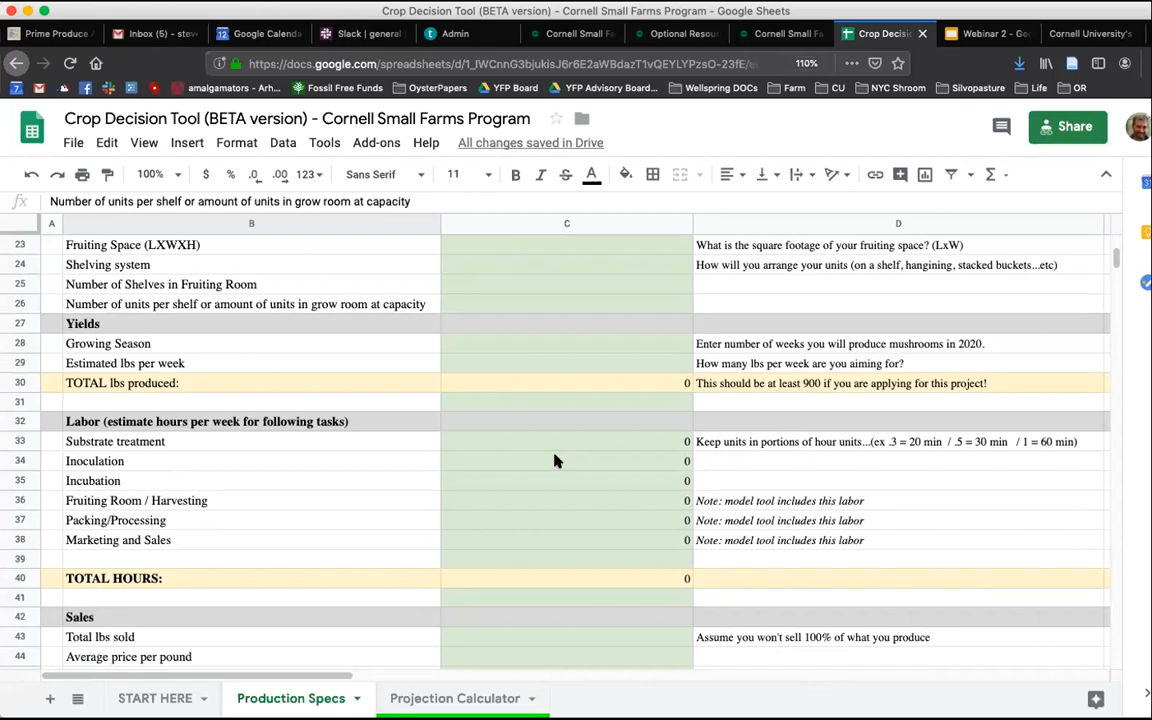 Crop Decision Tool (BETA version) - Cornell Small Farms Program - Google Sheets
Prime Produce Inbox (5) - stev Google Calenda Slack | general Admin Cornell Small F Optional Resou Cornell Small Fa Crop Decisi Webinar 2 - Goo Cornell University's
https://docs.google.com/spreadsheets/d/ 110%
amalgamators - Arh... Fossil Free Funds OysterPapers YFP Board YFP Advisory Boar... Wellspring DOCs Farm CU NYC Shroom Silvopasture Life OR
Crop Decision Tool (BETA version) - Cornell Small Farms Program
Share
File Edit View Insert Format Data Tools Add-ons Help All changes saved in Drive
100% $ % .0 .00 123 Sans Serif 11 B I S A
fx Number of units per shelf or amount of units in grow room at capacity
A B C D
23 Fruiting Space (LXWXH) What is the square footage of your fruiting space? (LxW)
24 Shelving system How will you arrange your units (on a shelf, hangining, stacked buckets...etc)
25 Number of Shelves in Fruiting Room
26 Number of units per shelf or amount of units in grow room at capacity
27 Yields
28 Growing Season Enter number of weeks you will produce mushrooms in 2020.
29 Estimated lbs per week How many lbs per week are you aiming for?
30 TOTAL lbs produced: 0 This should be at least 900 if you are applying for this project!
31
32 Labor (estimate hours per week for following tasks)
33 Substrate treatment 0 Keep units in portions of hour units...(ex .3 = 20 min / .5 = 30 min / 1 = 60 min)
34 Inoculation 0
35 Incubation 0
36 Fruiting Room / Harvesting 0 Note: model tool includes this labor
37 Packing/Processing 0 Note: model tool includes this labor
38 Marketing and Sales 0 Note: model tool includes this labor
39
40 TOTAL HOURS: 0
41
42 Sales
43 Total lbs sold Assume you won't sell 100% of what you produce
44 Average price per pound
START HERE Production Specs Projection Calculator